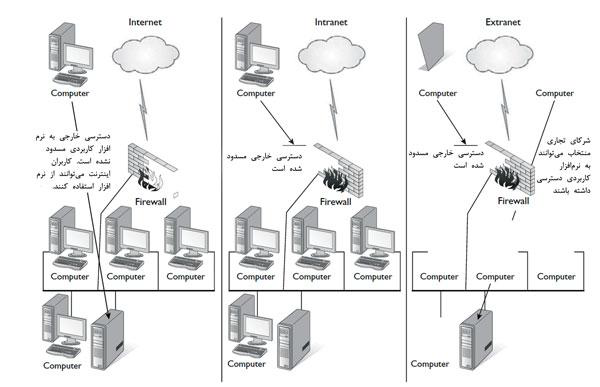 Internet
Computer
دسترسی خارجی به نرم
افزار کاربردی مسدود
نشده است. کاربران
اینترنت می‌توانند از نرم
افزار استفاده کنند.
Firewall
Computer
Computer
Computer
Computer
Intranet
Computer
دسترسی خارجی مسدود
شده است
Firewall
Computer
Computer
Computer
Computer
Extranet
Computer
Computer
دسترسی خارجی مسدود
شده است
شرکای تجاری
منتخب می‌توانند
به نرم‌افزار
کاربردی دسترسی
داشته باشند
Firewall
Computer
Computer
Computer
Computer